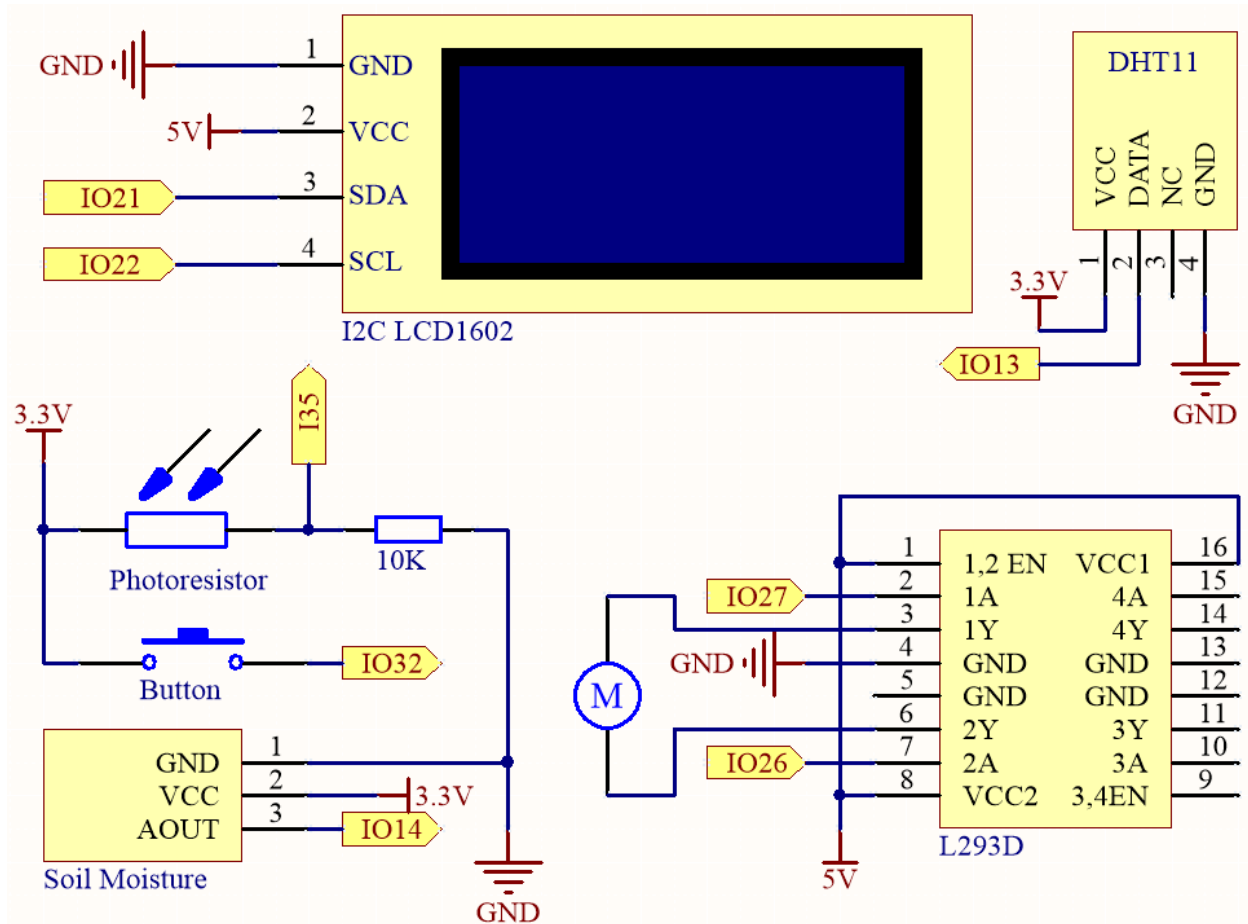 GND
1
GND
5V
2
VCC
IO21
3
SDA
IO22
4
SCL
I2C LCD1602
DHT11
VCC
DATA
NC
GND
1
2
3
4
3.3V
IO13
GND
3.3V
I35
10K
Photoresistor
Button
IO32
GND
1
VCC
2
3.3V
AOUT
3
IO14
Soil Moisture
GND
M
1
1,2 EN
VCC1
16
IO27
2
1A
4A
15
3
1Y
4Y
14
GND
4
GND
GND
13
5
GND
GND
12
6
2Y
3Y
11
IO26
7
2A
3A
10
8
VCC2
3,4EN
9
L293D
5V